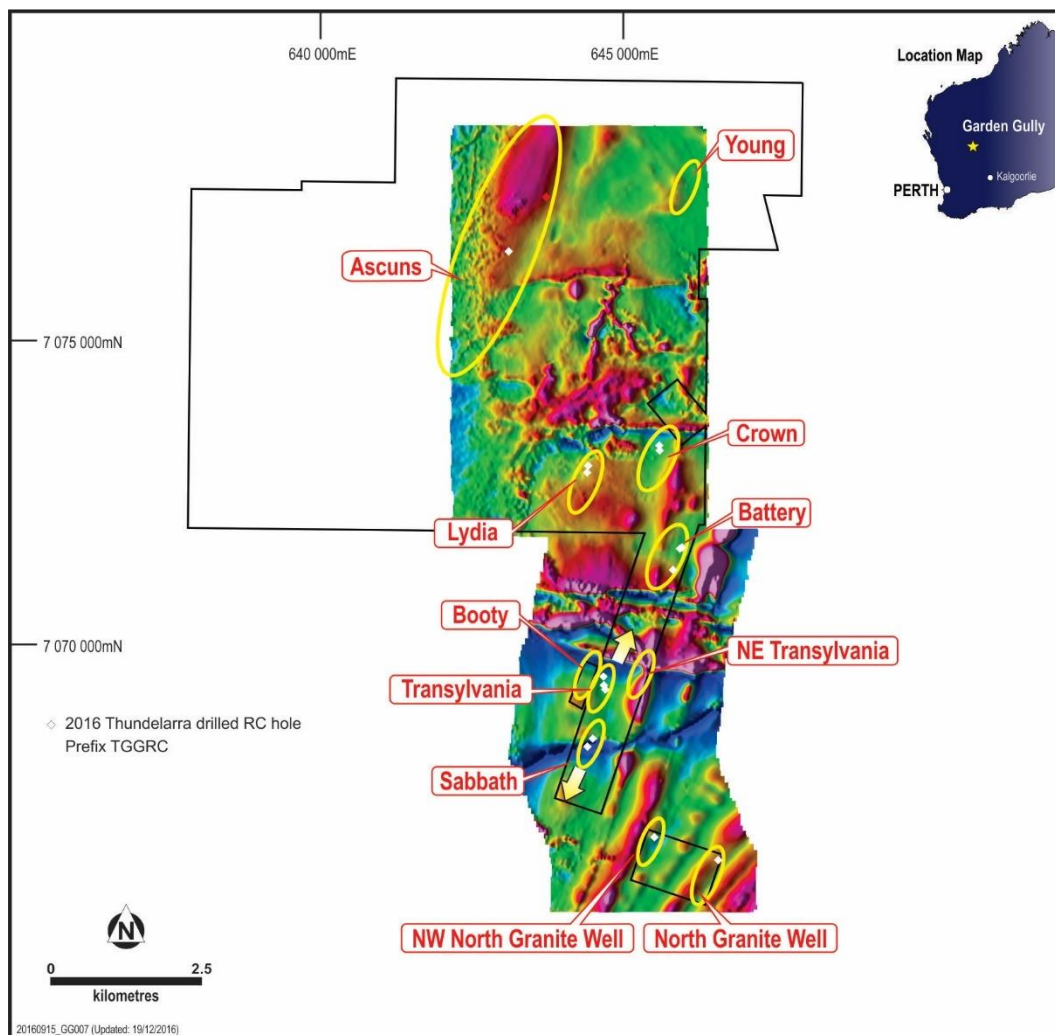 640 000mE
645 000mE
Location Map
Garden Gully
Kalgoorlie
PERTH
Young
Ascuns
7 075 000mN
Crown
Lydia
Battery
Booty
7 070 000mN
NE Transylvania
Transylvania
2016 Thundelarra drilled RC hole
Prefix TGGRC
Sabbath
NW North Granite Well
North Granite Well
N
0 2.5
kilometres
20160915_GG007 (Updated: 19/12/2016)